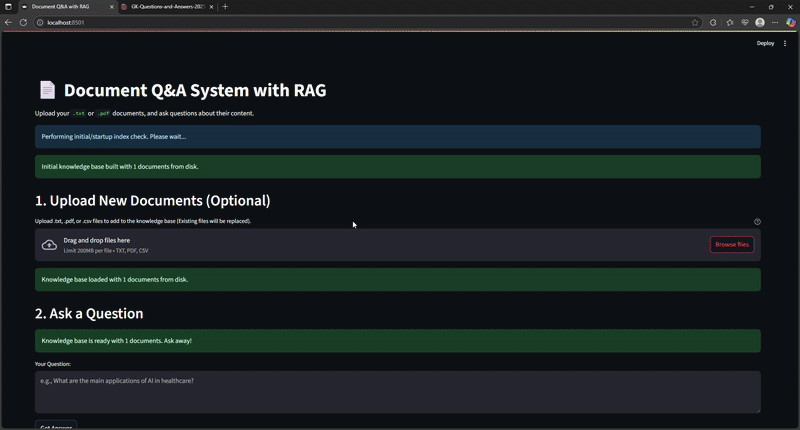 Document Q&A with RAG
GK-Questions-and-Answers-202
localhost:8501
Deploy
Document Q&A System with RAG
Upload your .txt or .pdf documents, and ask questions about their content.
Performing initial/startup index check. Please wait...
Initial knowledge base built with 1 documents from disk.
1. Upload New Documents (Optional)
Upload .txt, .pdf, or .csv files to add to the knowledge base (Existing files will be replaced).
Drag and drop files here
Limit 200MB per file • TXT, PDF, CSV
Browse files
Knowledge base loaded with 1 documents from disk.
2. Ask a Question
Knowledge base is ready with 1 documents. Ask away!
Your Question:
e.g., What are the main applications of AI in healthcare?
Get Answer